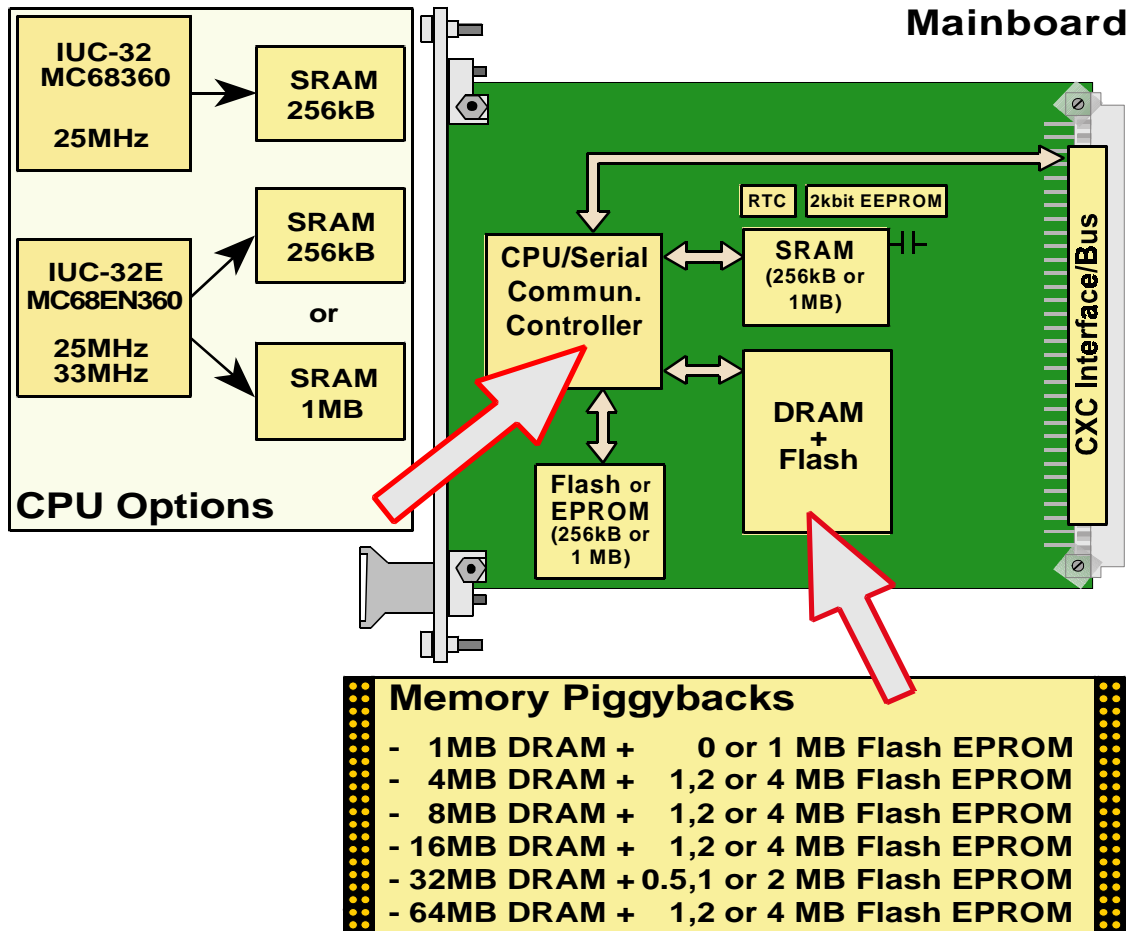 Mainboard
IUC-32
MC68360
25MHz
SRAM
256kB
IUC-32E
MC68EN360
25MHz
33MHz
SRAM
256kB
or
SRAM
1MB
CPU Options
RTC
2kbit EEPROM
CPU/Serial
Commun.
Controller
SRAM
(256kB or
1MB)
DRAM
+
Flash
Flash or
EPROM
(256kB or
1 MB)
CXC Interface/Bus
Memory Piggybacks
- 1MB DRAM + 0 or 1 MB Flash EPROM
- 4MB DRAM + 1,2 or 4 MB Flash EPROM
- 8MB DRAM + 1,2 or 4 MB Flash EPROM
- 16MB DRAM + 1,2 or 4 MB Flash EPROM
- 32MB DRAM + 0.5,1 or 2 MB Flash EPROM
- 64MB DRAM + 1,2 or 4 MB Flash EPROM